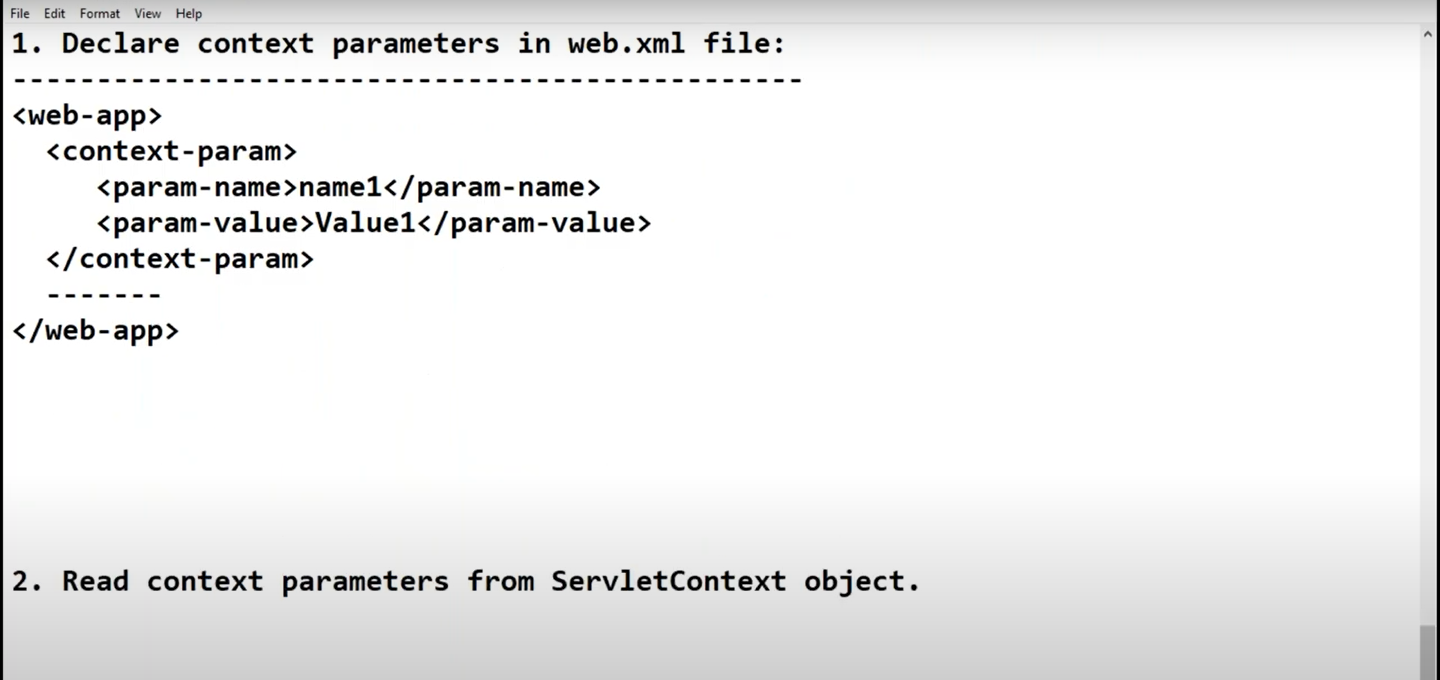 File Edit Format View Help
1. Declare context parameters in web.xml file:
-----------------------------------------------
<web-app>
  <context-param>
     <param-name>name1</param-name>
     <param-value>Value1</param-value>
  </context-param>
  -------
</web-app>
2. Read context parameters from ServletContext object.